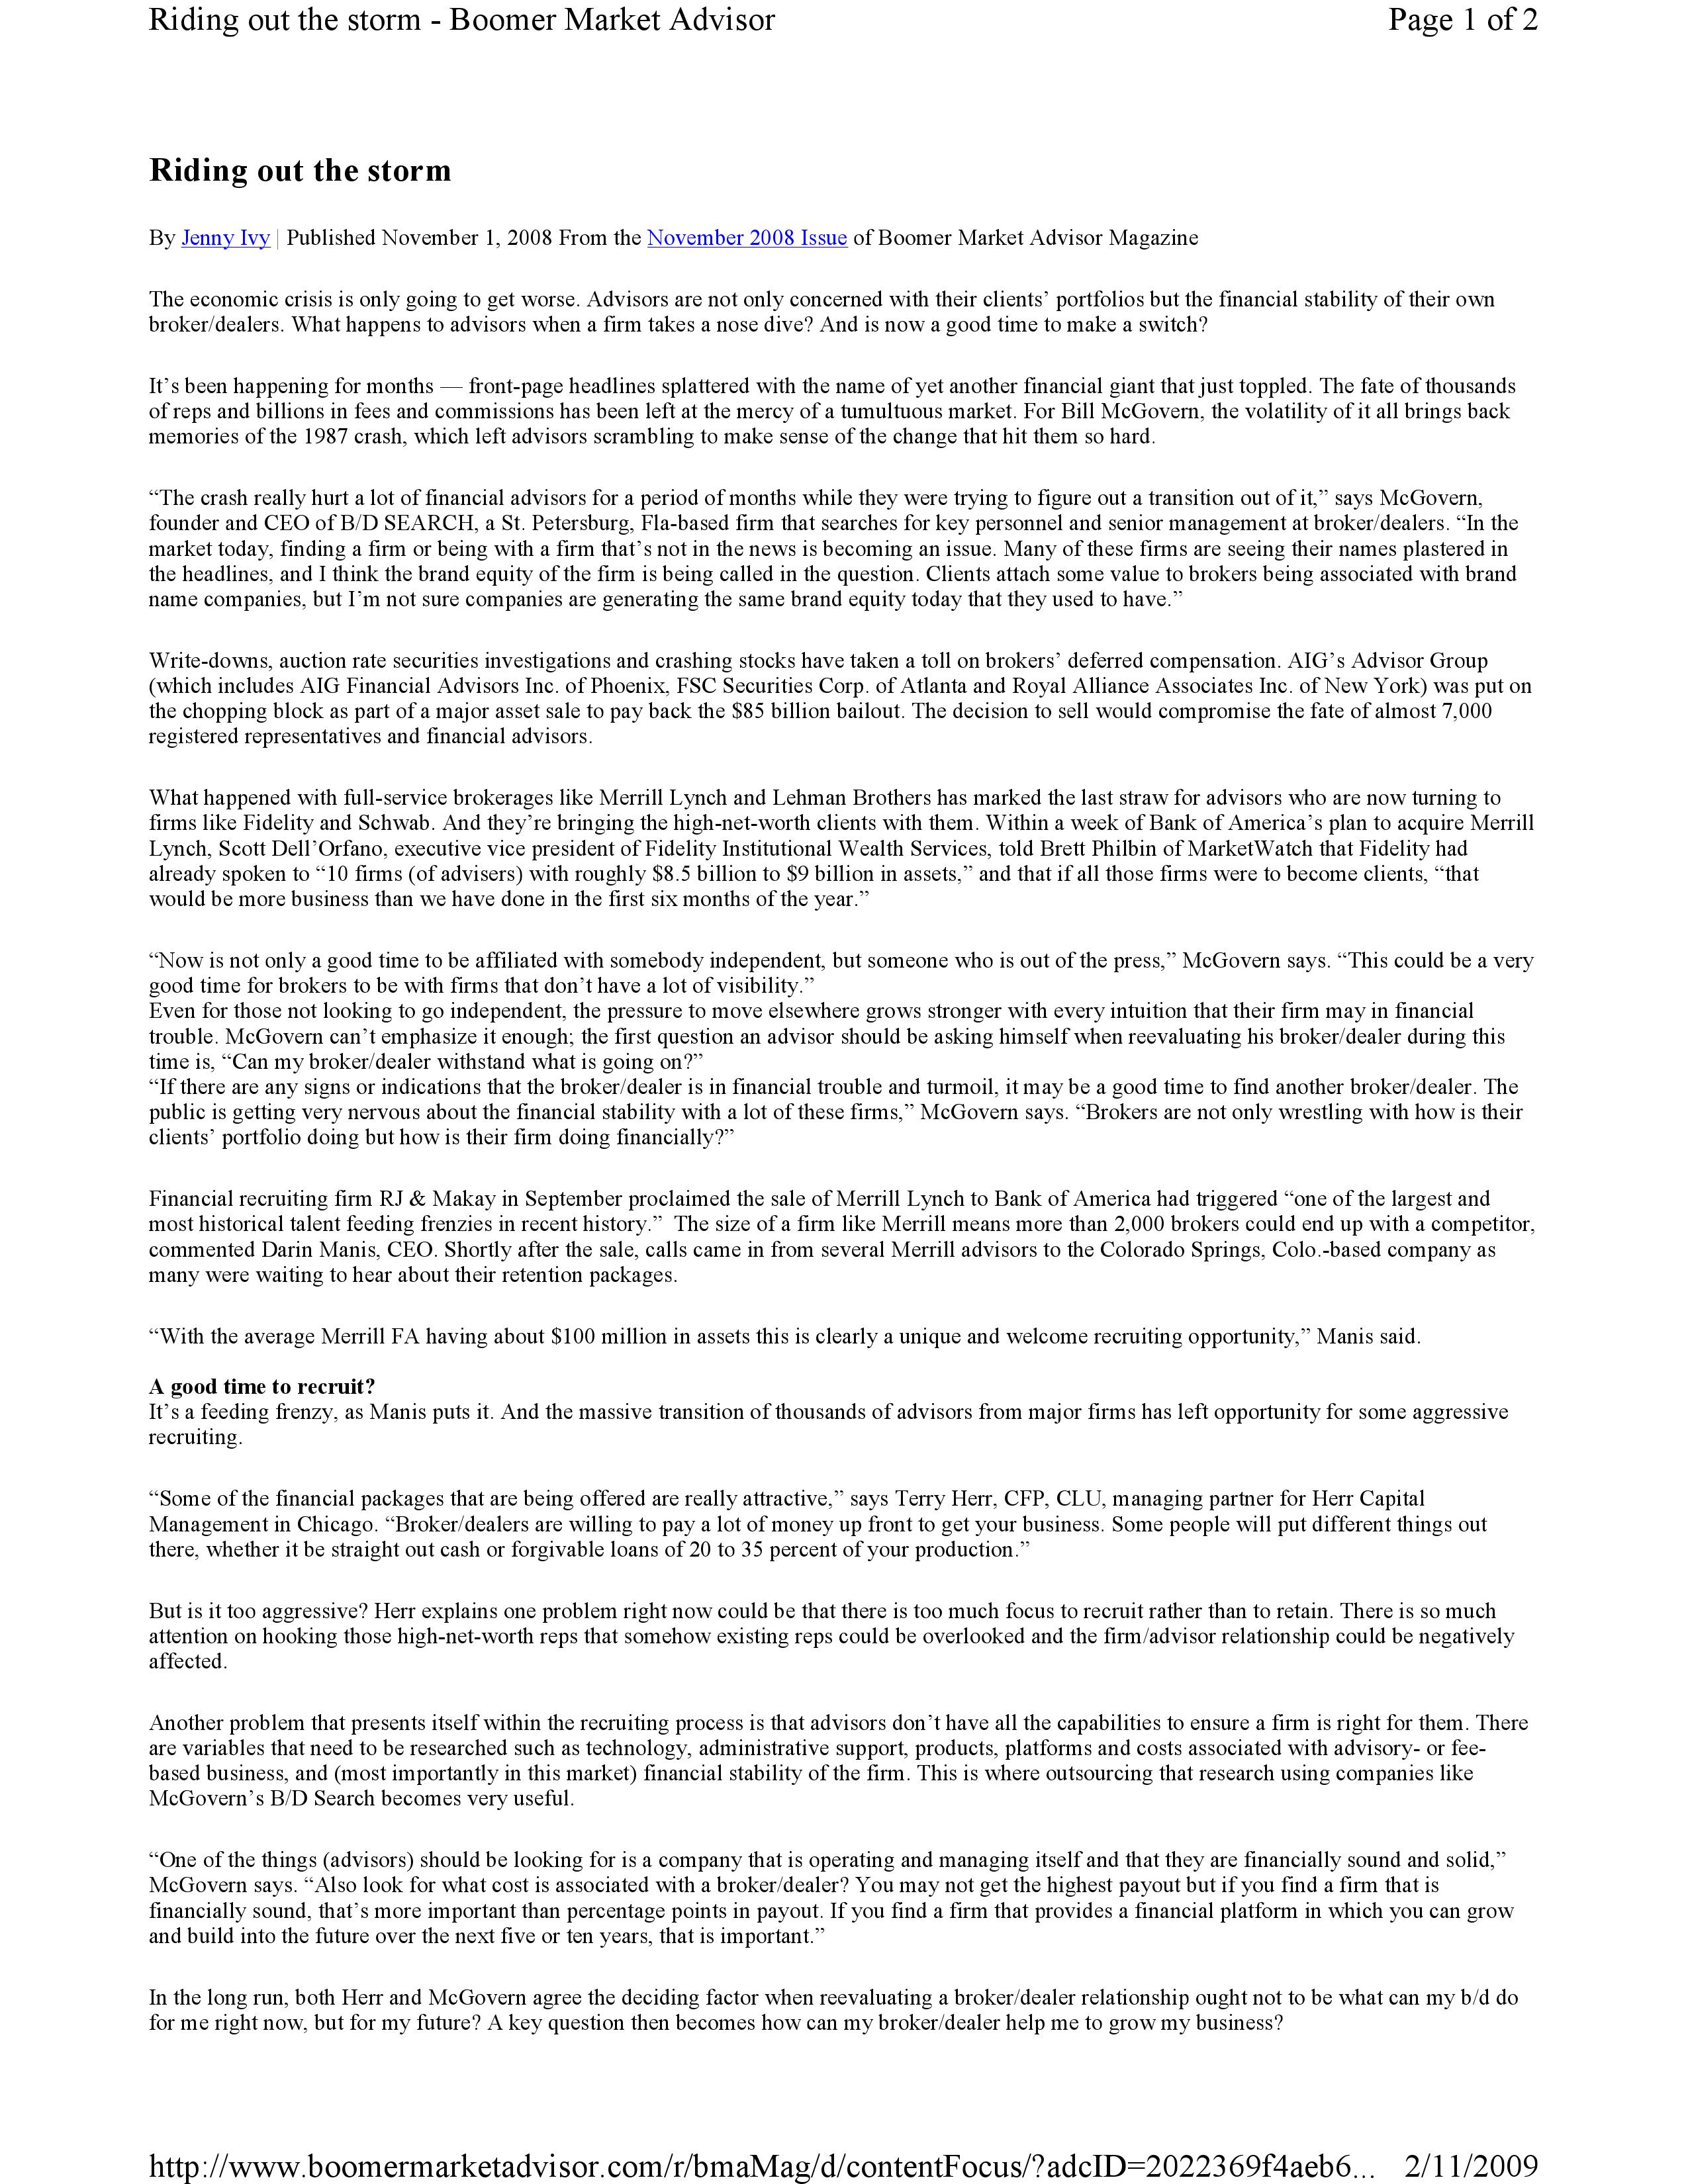 Riding out the storm - Boomer Market Advisor Page 1 of 2
Riding out the storm
By Jenny Ivy | Published November 1, 2008 From the November 2008 Issue of Boomer Market Advisor Magazine
The economic crisis is only going to get worse. Advisors are not only concerned with their clients’ portfolios but the financial stability of their own
broker/dealers. What happens to advisors when a firm takes a nose dive? And is now a good time to make a switch?
It’s been happening for months — front-page headlines splattered with the name of yet another financial giant that just toppled. The fate of thousands
of reps and billions in fees and commissions has been left at the mercy of a tumultuous market. For Bill McGovern, the volatility of it all brings back
memories of the 1987 crash, which left advisors scrambling to make sense of the change that hit them so hard.
“The crash really hurt a lot of financial advisors for a period of months while they were trying to figure out a transition out of it,” says McGovern,
founder and CEO of B/D SEARCH, a St. Petersburg, Fla-based firm that searches for key personnel and senior management at broker/dealers. “In the
market today, finding a firm or being with a firm that’s not in the news is becoming an issue. Many of these firms are seeing their names plastered in
the headlines, and I think the brand equity of the firm is being called in the question. Clients attach some value to brokers being associated with brand
name companies, but I’m not sure companies are generating the same brand equity today that they used to have.”
Write-downs, auction rate securities investigations and crashing stocks have taken a toll on brokers’ deferred compensation. AIG’s Advisor Group
(which includes AIG Financial Advisors Inc. of Phoenix, FSC Securities Corp. of Atlanta and Royal Alliance Associates Inc. of New York) was put on
the chopping block as part of a major asset sale to pay back the $85 billion bailout. The decision to sell would compromise the fate of almost 7,000
registered representatives and financial advisors.
What happened with full-service brokerages like Merrill Lynch and Lehman Brothers has marked the last straw for advisors who are now turning to
firms like Fidelity and Schwab. And they’re bringing the high-net-worth clients with them. Within a week of Bank of America’s plan to acquire Merrill
Lynch, Scott Dell’Orfano, executive vice president of Fidelity Institutional Wealth Services, told Brett Philbin of MarketWatch that Fidelity had
already spoken to “10 firms (of advisers) with roughly $8.5 billion to $9 billion in assets,” and that if all those firms were to become clients, “that
would be more business than we have done in the first six months of the year.”
“Now is not only a good time to be affiliated with somebody independent, but someone who is out of the press,” McGovern says. “This could be a very
good time for brokers to be with firms that don’t have a lot of visibility.”
Even for those not looking to go independent, the pressure to move elsewhere grows stronger with every intuition that their firm may in financial
trouble. McGovern can’t emphasize it enough; the first question an advisor should be asking himself when reevaluating his broker/dealer during this
time is, “Can my broker/dealer withstand what is going on?”
“If there are any signs or indications that the broker/dealer is in financial trouble and turmoil, it may be a good time to find another broker/dealer. The
public is getting very nervous about the financial stability with a lot of these firms,” McGovern says. “Brokers are not only wrestling with how is their
clients’ portfolio doing but how is their firm doing financially?”
Financial recruiting firm RJ & Makay in September proclaimed the sale of Merrill Lynch to Bank of America had triggered “one of the largest and
most historical talent feeding frenzies in recent history.” The size of a firm like Merrill means more than 2,000 brokers could end up with a competitor,
commented Darin Manis, CEO. Shortly after the sale, calls came in from several Merrill advisors to the Colorado Springs, Colo.-based company as
many were waiting to hear about their retention packages.
“With the average Merrill FA having about $100 million in assets this is clearly a unique and welcome recruiting opportunity,” Manis said.
A good time to recruit?
It’s a feeding frenzy, as Manis puts it. And the massive transition of thousands of advisors from major firms has left opportunity for some aggressive
recruiting.
“Some of the financial packages that are being offered are really attractive,” says Terry Herr, CFP, CLU, managing partner for Herr Capital
Management in Chicago. “Broker/dealers are willing to pay a lot of money up front to get your business. Some people will put different things out
there, whether it be straight out cash or forgivable loans of 20 to 35 percent of your production.”
But is it too aggressive? Herr explains one problem right now could be that there is too much focus to recruit rather than to retain. There is so much
attention on hooking those high-net-worth reps that somehow existing reps could be overlooked and the firm/advisor relationship could be negatively
affected.
Another problem that presents itself within the recruiting process is that advisors don’t have all the capabilities to ensure a firm is right for them. There
are variables that need to be researched such as technology, administrative support, products, platforms and costs associated with advisory- or fee-
based business, and (most importantly in this market) financial stability of the firm. This is where outsourcing that research using companies like
McGovern’s B/D Search becomes very useful.
“One of the things (advisors) should be looking for is a company that is operating and managing itself and that they are financially sound and solid,”
McGovern says. “Also look for what cost is associated with a broker/dealer? You may not get the highest payout but if you find a firm that is
financially sound, that’s more important than percentage points in payout. If you find a firm that provides a financial platform in which you can grow
and build into the future over the next five or ten years, that is important.”
In the long run, both Herr and McGovern agree the deciding factor when reevaluating a broker/dealer relationship ought not to be what can my b/d do
for me right now, but for my future? A key question then becomes how can my broker/dealer help me to grow my business?
http://www.boomermarketadvisor.com/r/bmaMag/d/contentFocus/?adcID=2022369f4aeb6... 2/11/2009